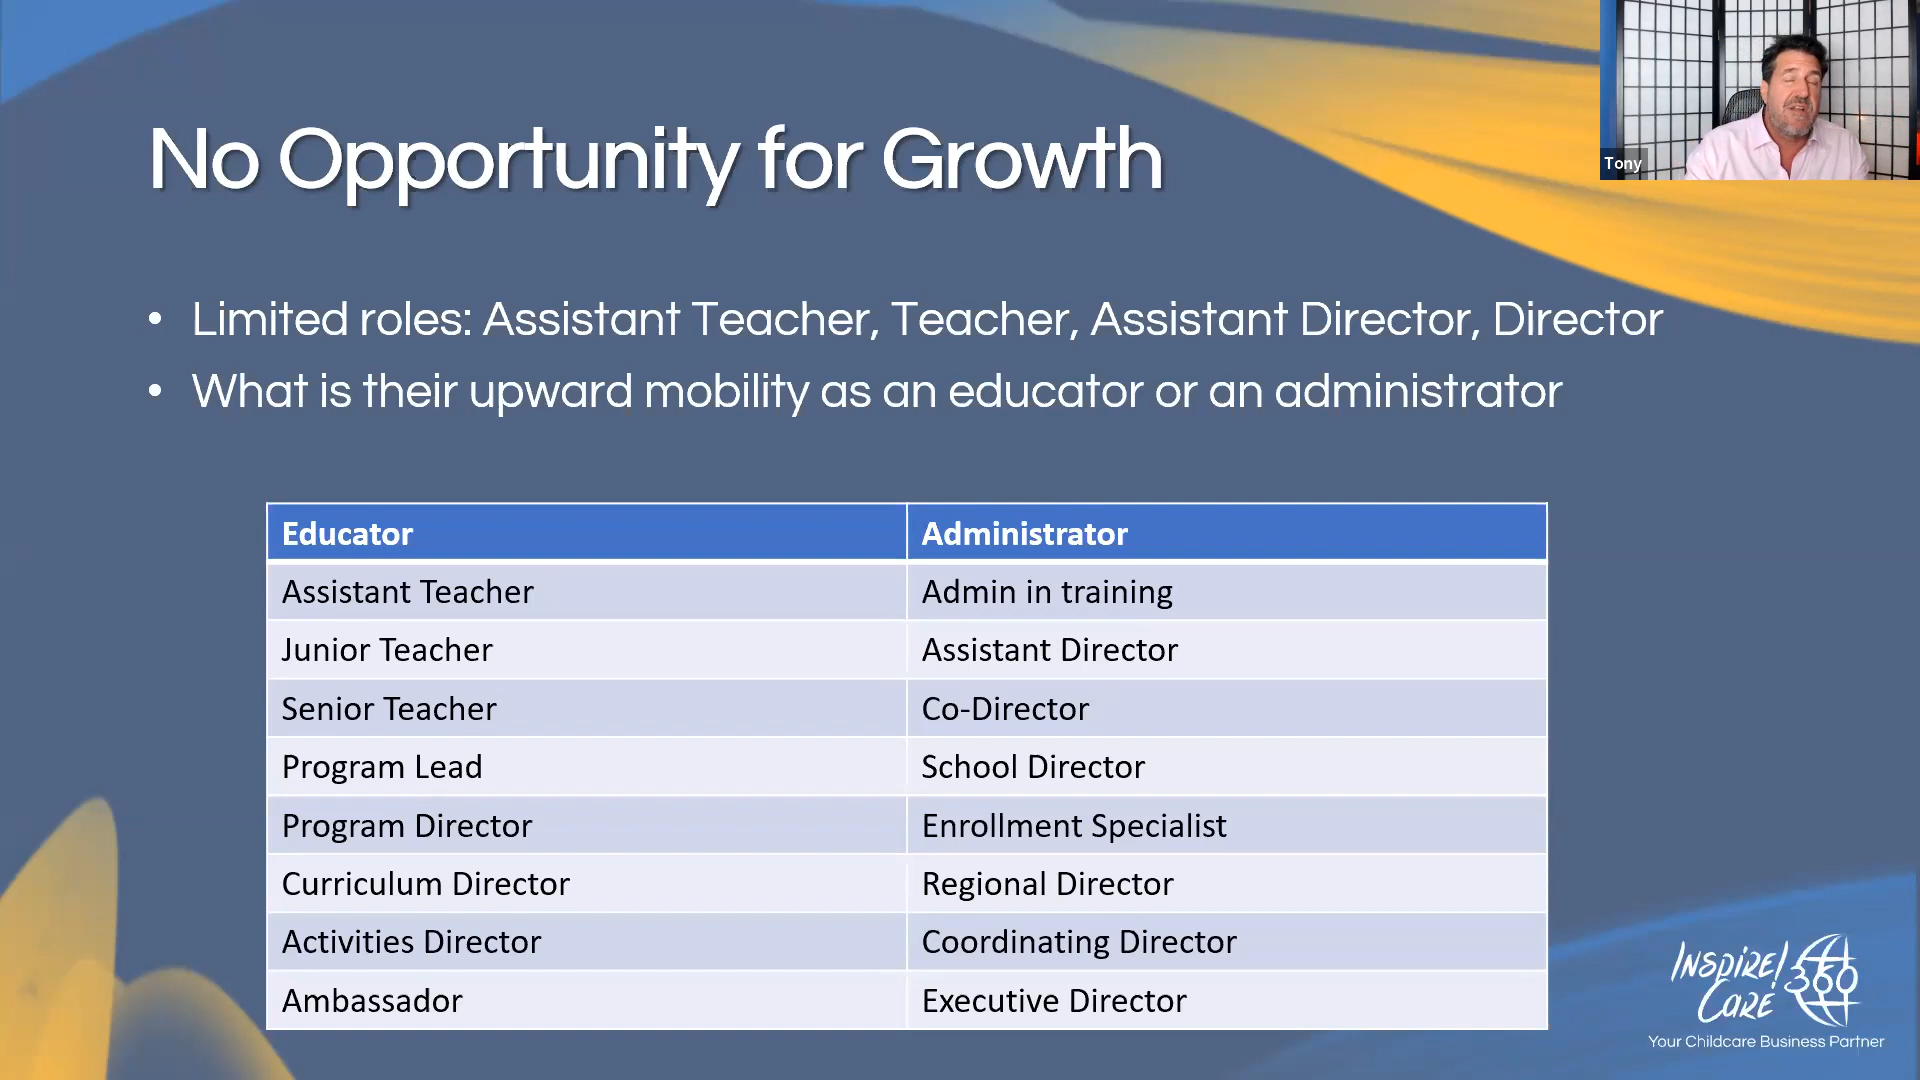 No Opportunity for Growth
Tony
• Limited roles: Assistant Teacher, Teacher, Assistant Director, Director
• What is their upward mobility as an educator or an administrator
Educator Administrator
Assistant Teacher Admin in training
Junior Teacher Assistant Director
Senior Teacher Co-Director
Program Lead School Director
Program Director Enrollment Specialist
Curriculum Director Regional Director
Activities Director Coordinating Director
Ambassador Executive Director
INSPIRE!
CARE 360
Your Childcare Business Partner